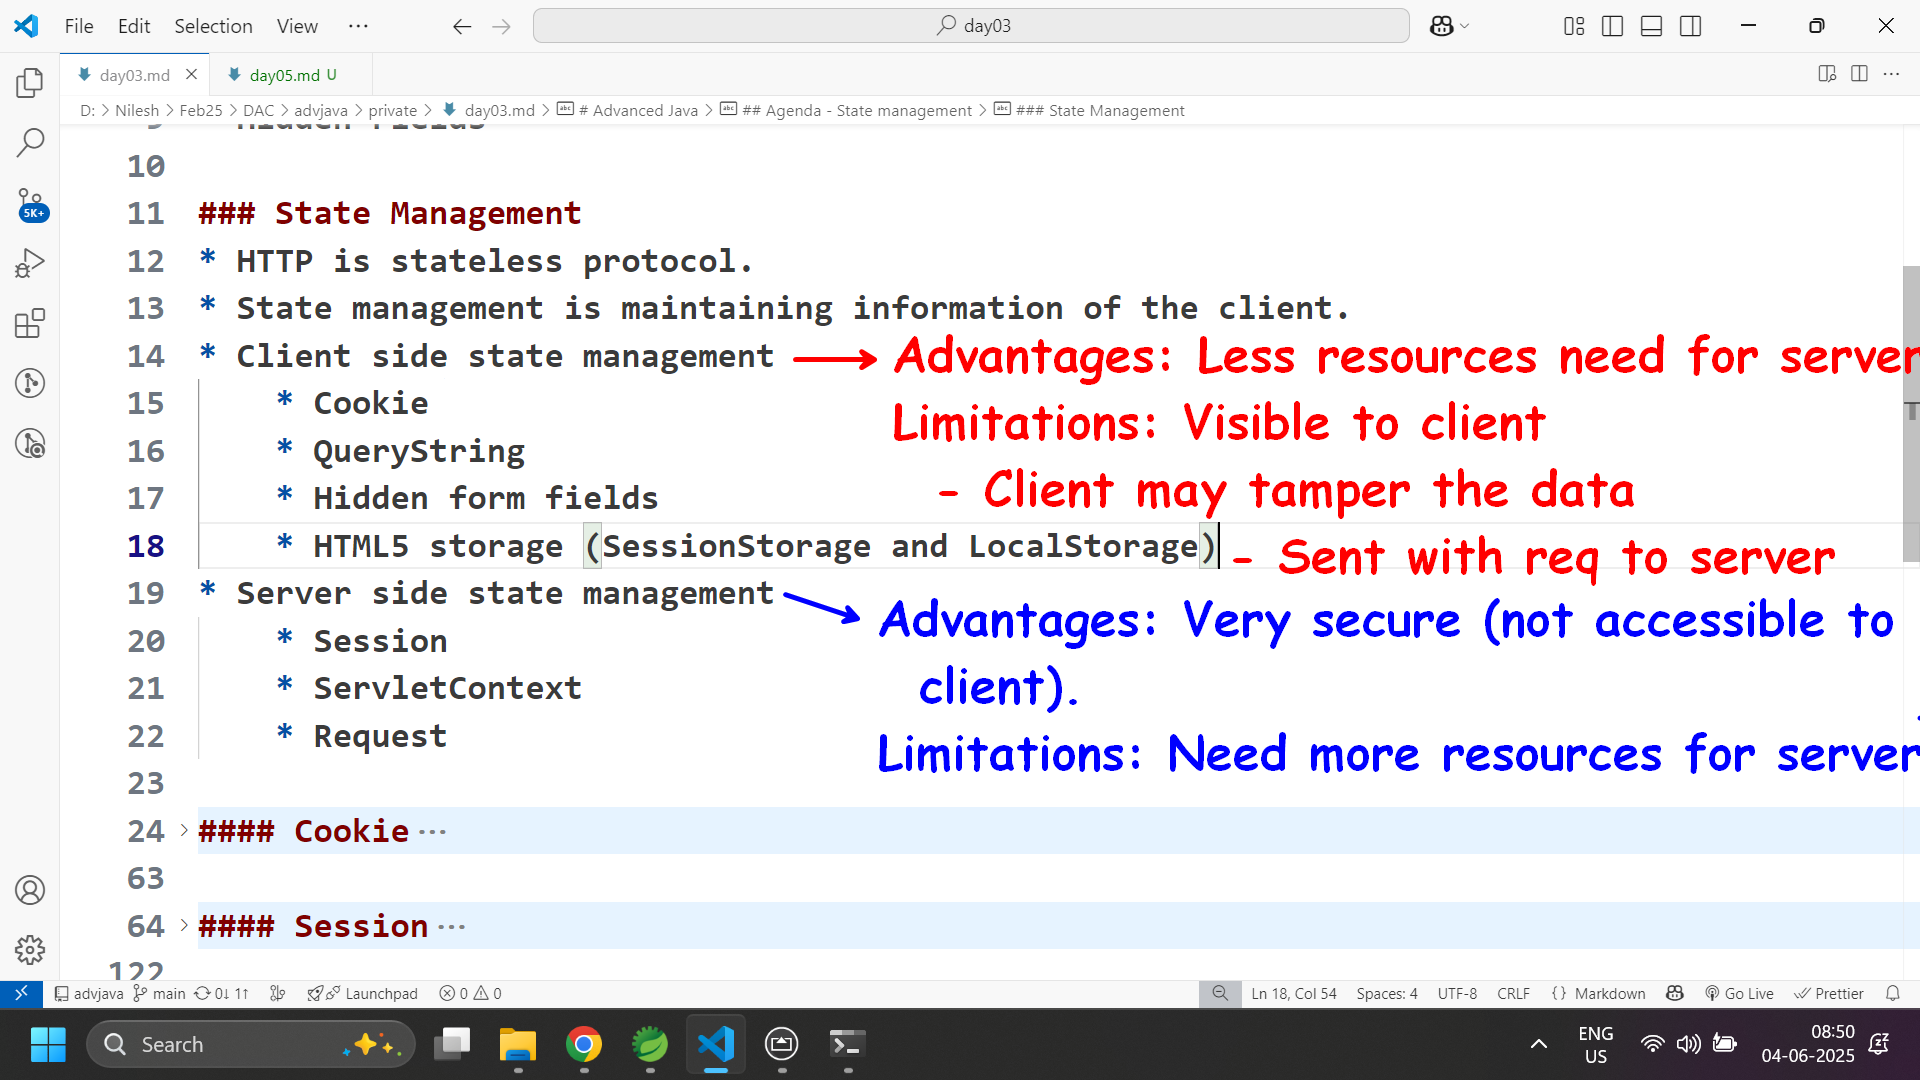 File Edit Selection View ··· day03
day03.md day05.md U
D: > Nilesh > Feb25 > DAC > advjava > private > day03.md > # Advanced Java > ## Agenda - State management > ### State Management
9 Hidden Fields
10
11 ### State Management
12 * HTTP is stateless protocol.
13 * State management is maintaining information of the client.
14 * Client side state management Advantages: Less resources need for server
15 * Cookie Limitations: Visible to client
16 * QueryString
17 * Hidden form fields - Client may tamper the data
18 * HTML5 storage (SessionStorage and LocalStorage) - Sent with req to server
19 * Server side state management Advantages: Very secure (not accessible to
20 * Session
21 * ServletContext client).
22 * Request Limitations: Need more resources for server
23
24 > #### Cookie ···
63
64 > #### Session ···
122
5K+
advjava main 0↓ 1↑ Launchpad 0 0 Ln 18, Col 54 Spaces: 4 UTF-8 CRLF {} Markdown Go Live Prettier
Search ENG US 08:50 04-06-2025